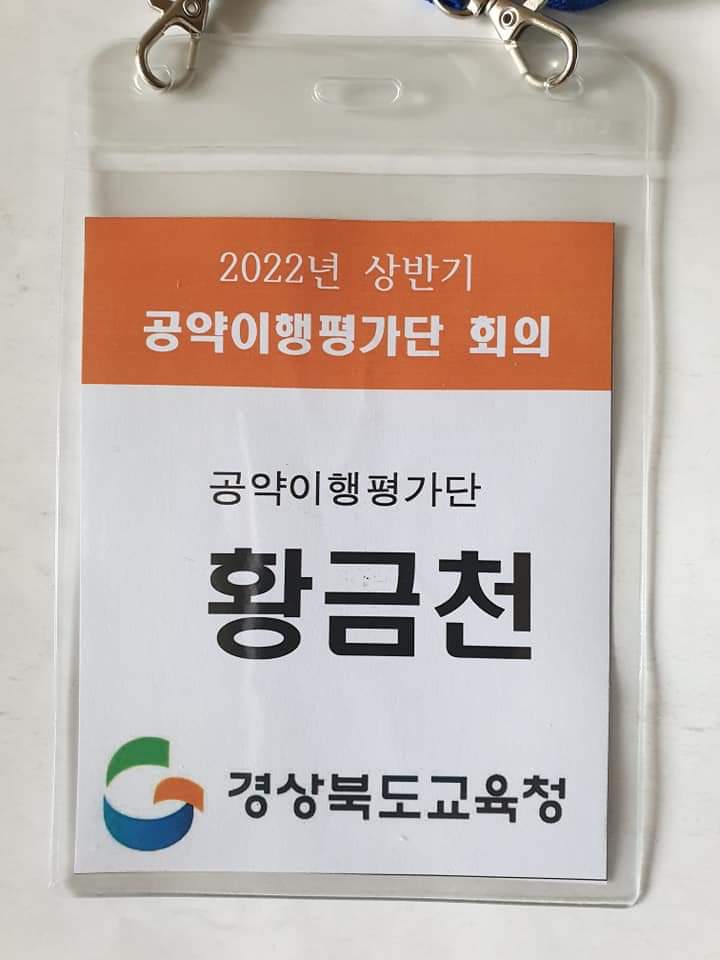 2022년 상반기
공약이행평가단 회의
공약이행평가단
황금천
경상북도교육청